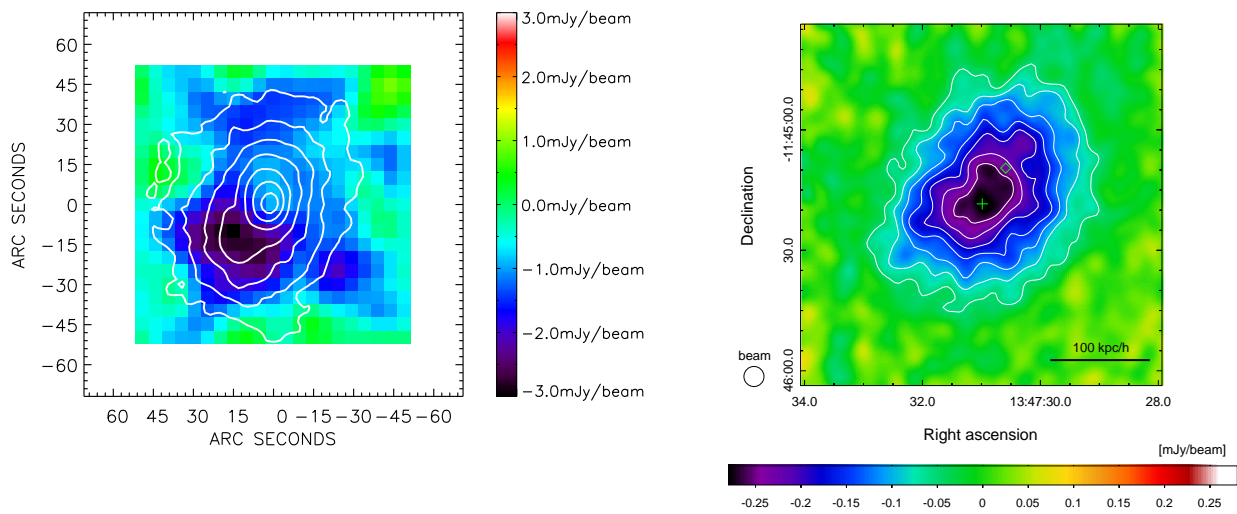 60
45
30
15
0
−15
−30
−45
−60
ARC SECONDS
60 45 30 15 0 −15 −30 −45 −60
ARC SECONDS
3.0mJy/beam
2.0mJy/beam
1.0mJy/beam
0.0mJy/beam
−1.0mJy/beam
−2.0mJy/beam
−3.0mJy/beam
Declination
-11:45:00.0
30.0
46:00.0
beam
100 kpc/h
34.0 32.0 13:47:30.0 28.0
Right ascension
[mJy/beam]
-0.25 -0.2 -0.15 -0.1 -0.05 0 0.05 0.1 0.15 0.2 0.25